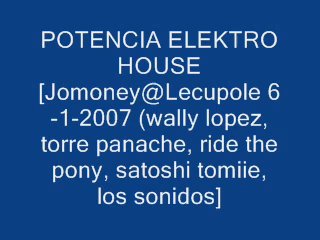 POTENCIA ELEKTRO
HOUSE
[Jomoney@Lecupole 6
-1-2007 (wally lopez,
torre panache, ride the
pony, satoshi tomiie,
los sonidos]